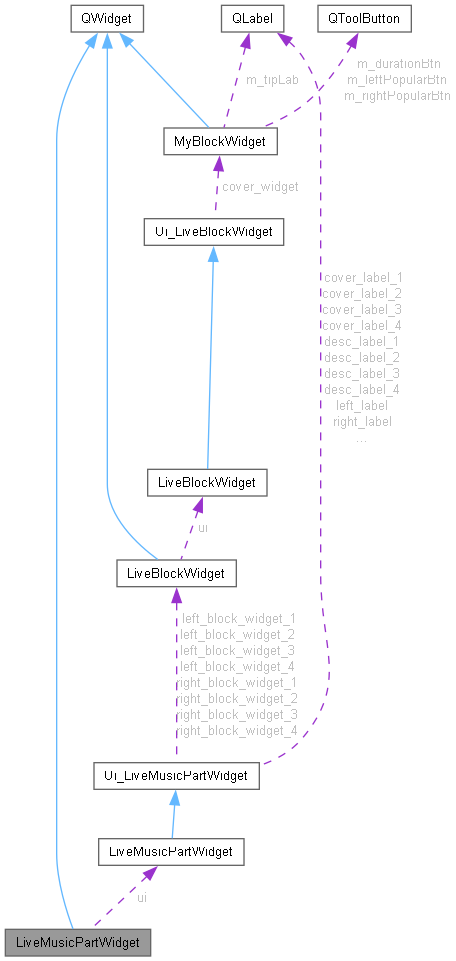 QWidget
QLabel
QToolButton
m_tipLab
m_durationBtn
m_leftPopularBtn
m_rightPopularBtn
MyBlockWidget
cover_widget
Ui_LiveBlockWidget
cover_label_1
cover_label_2
cover_label_3
cover_label_4
desc_label_1
desc_label_2
desc_label_3
desc_label_4
left_label
right_label
...
LiveBlockWidget
ui
LiveBlockWidget
left_block_widget_1
left_block_widget_2
left_block_widget_3
left_block_widget_4
right_block_widget_1
right_block_widget_2
right_block_widget_3
right_block_widget_4
Ui_LiveMusicPartWidget
LiveMusicPartWidget
ui
LiveMusicPartWidget